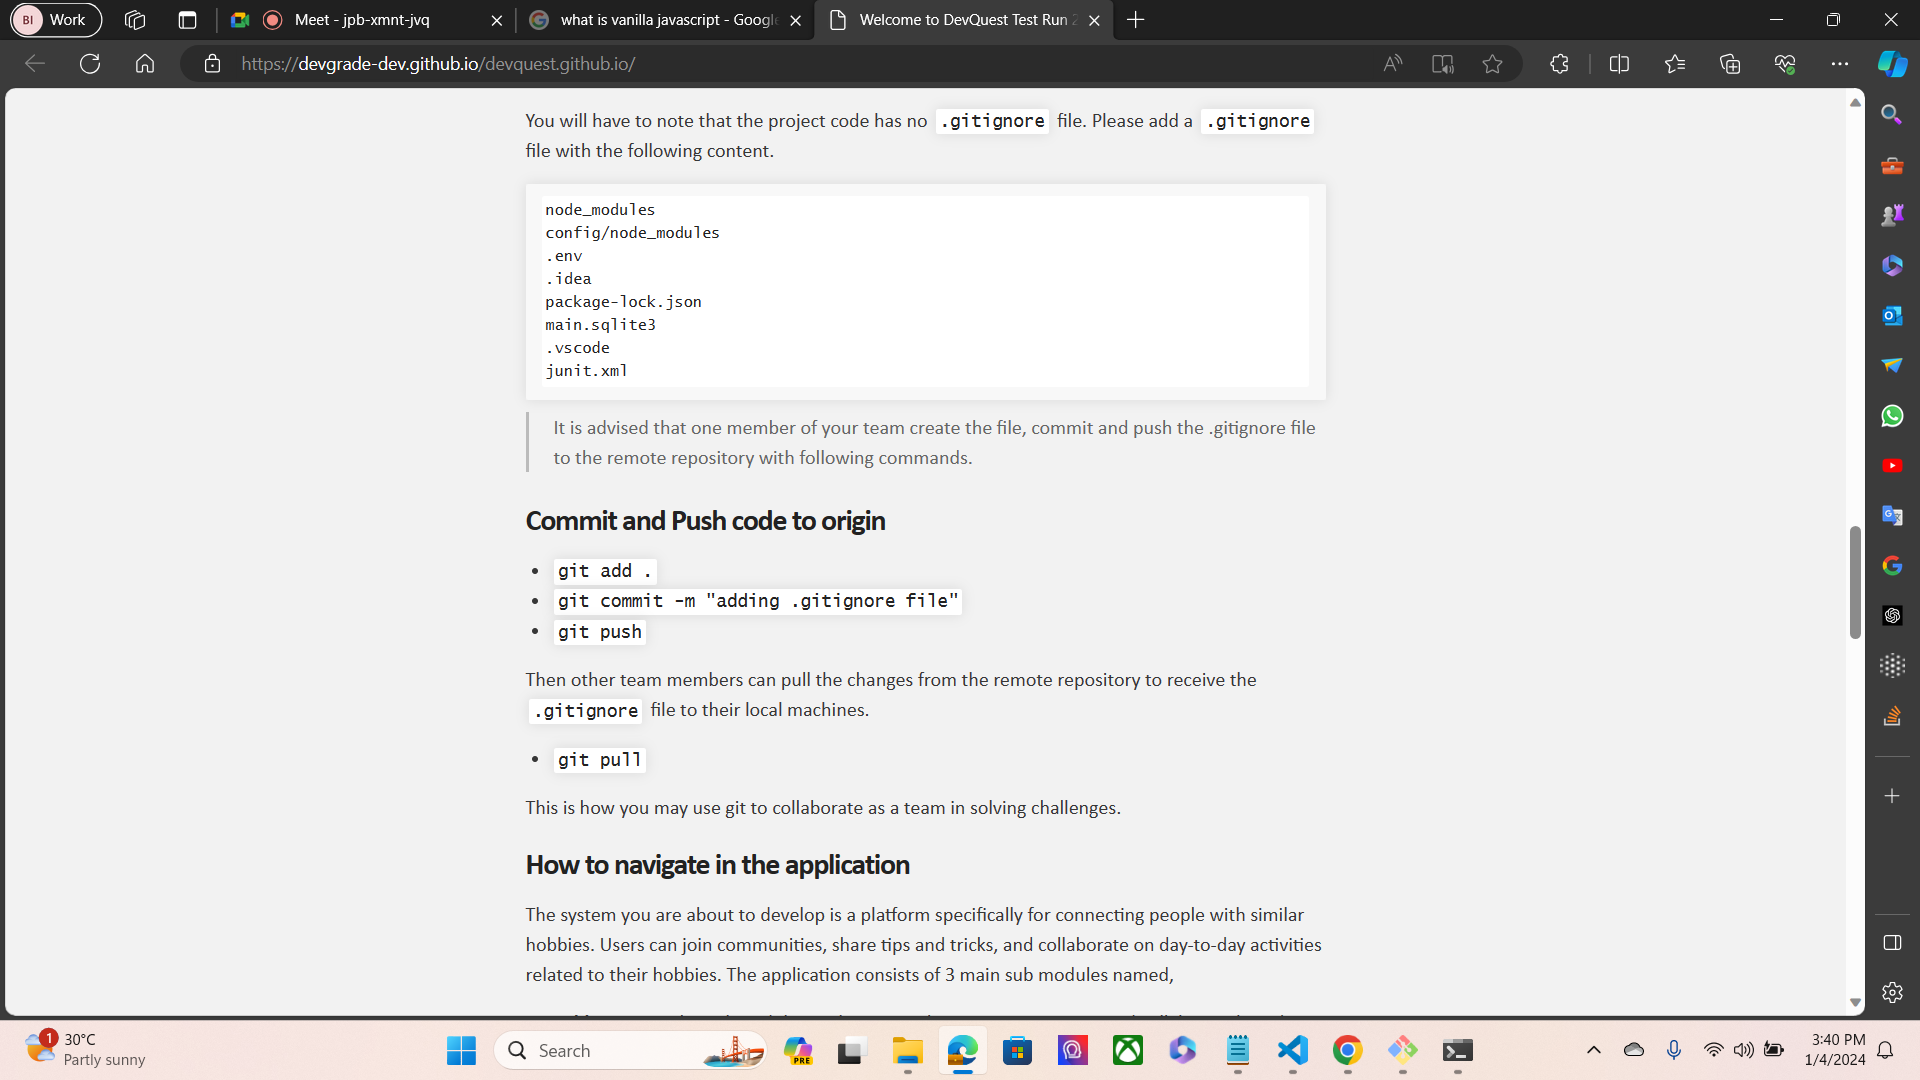 BI Work
Meet - jpb-xmnt-jvq
what is vanilla javascript - Google
Welcome to DevQuest Test Run
https://devgrade-dev.github.io/devquest.github.io/
You will have to note that the project code has no .gitignore file. Please add a .gitignore
file with the following content.
node_modules
config/node_modules
.env
.idea
package-lock.json
main.sqlite3
.vscode
junit.xml
It is advised that one member of your team create the file, commit and push the .gitignore file
to the remote repository with following commands.
Commit and Push code to origin
• git add .
• git commit -m "adding .gitignore file"
• git push
Then other team members can pull the changes from the remote repository to receive the
.gitignore file to their local machines.
• git pull
This is how you may use git to collaborate as a team in solving challenges.
How to navigate in the application
The system you are about to develop is a platform specifically for connecting people with similar
hobbies. Users can join communities, share tips and tricks, and collaborate on day-to-day activities
related to their hobbies. The application consists of 3 main sub modules named,
1
30°C
Partly sunny
Search
PRE
3:40 PM
1/4/2024